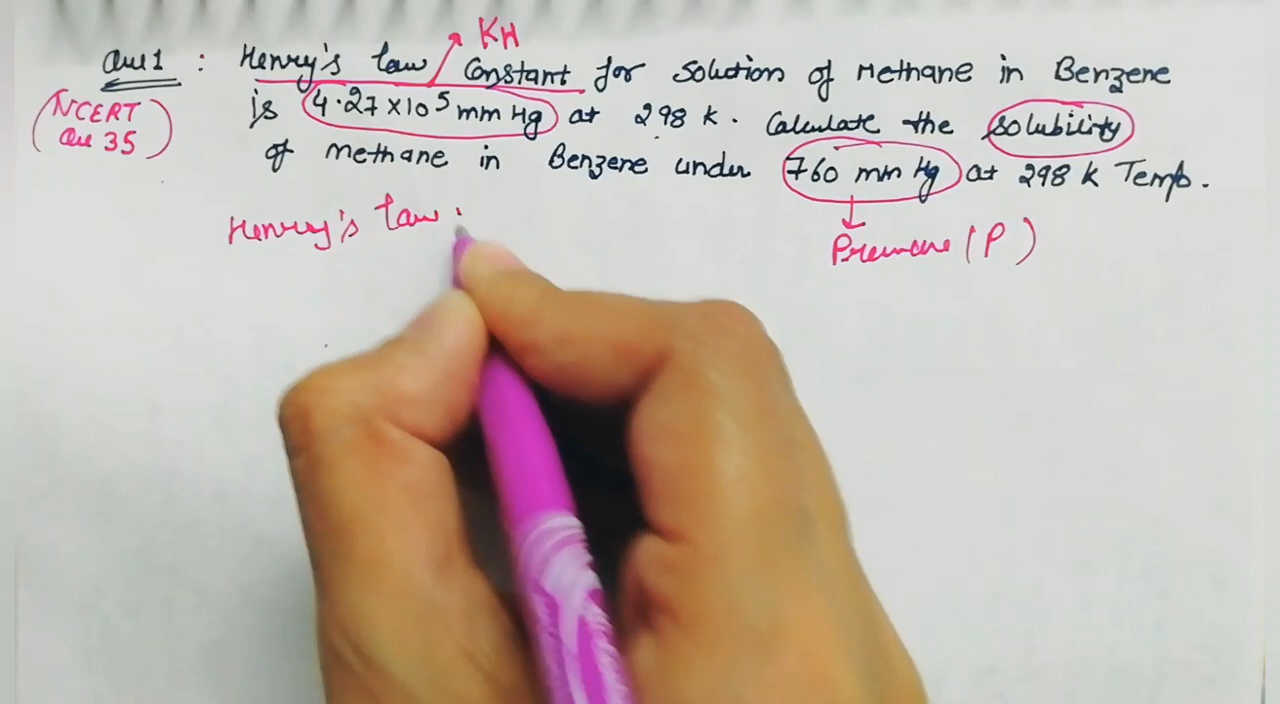 Que 1 : Henry's law Constant for solution of Methane in Benzene
KH
(NCERT
Que 35)
is 4.27×10⁵ mm Hg at 298 K. Calculate the solubility
of methane in Benzene under 760 mm Hg at 298 K Temp.
Henry's law :
Pressure (P)